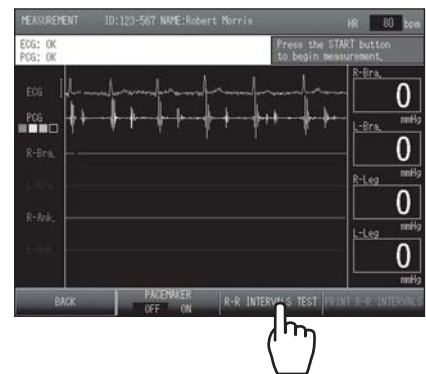 MEASUREMENT ID:123-567 NAME:Robert Morris HR 80 bpm
ECG: OK
PCG: OK
Press the START button
to begin measurement.
ECG
PCG
R-Bra.
L-Bra.
R-Ank.
L-Ank.
R-Bra.
0
mmHg
L-Bra.
0
mmHg
R-Leg
0
mmHg
L-Leg
0
mmHg
BACK
PACEMAKER
OFF ON
R-R INTERVALS TEST
PRINT R-R INTERVALS